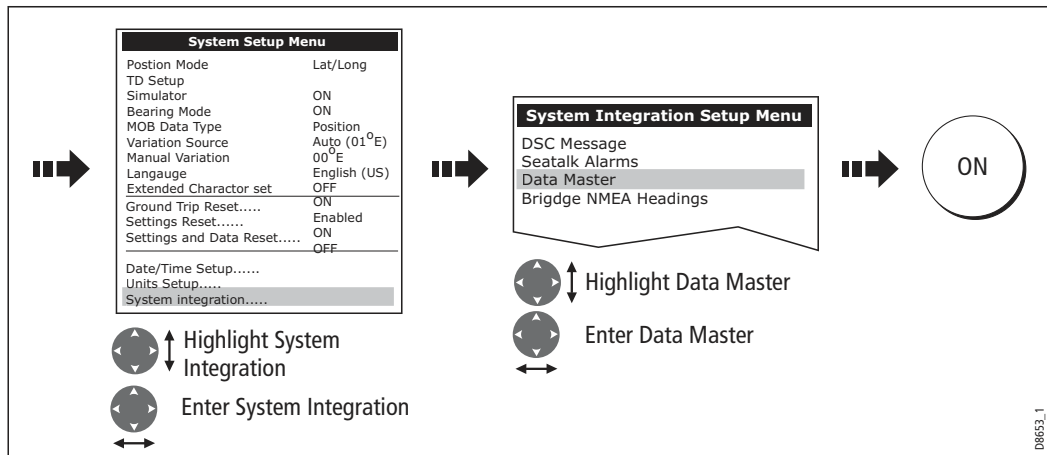 System Setup Menu
Postion Mode Lat/Long
TD Setup
Simulator ON
Bearing Mode ON
MOB Data Type Position
Variation Source Auto (01°E)
Manual Variation 00°E
Langauge English (US)
Extended Charactor set OFF
ON
Ground Trip Reset.....
Enabled
Settings Reset......
ON
Settings and Data Reset.....
OFF
Date/Time Setup......
Units Setup.....
System integration.....
Highlight System
Integration
Enter System Integration
System Integration Setup Menu
DSC Message
Seatalk Alarms
Data Master
Brigdge NMEA Headings
Highlight Data Master
Enter Data Master
ON
D8653_1